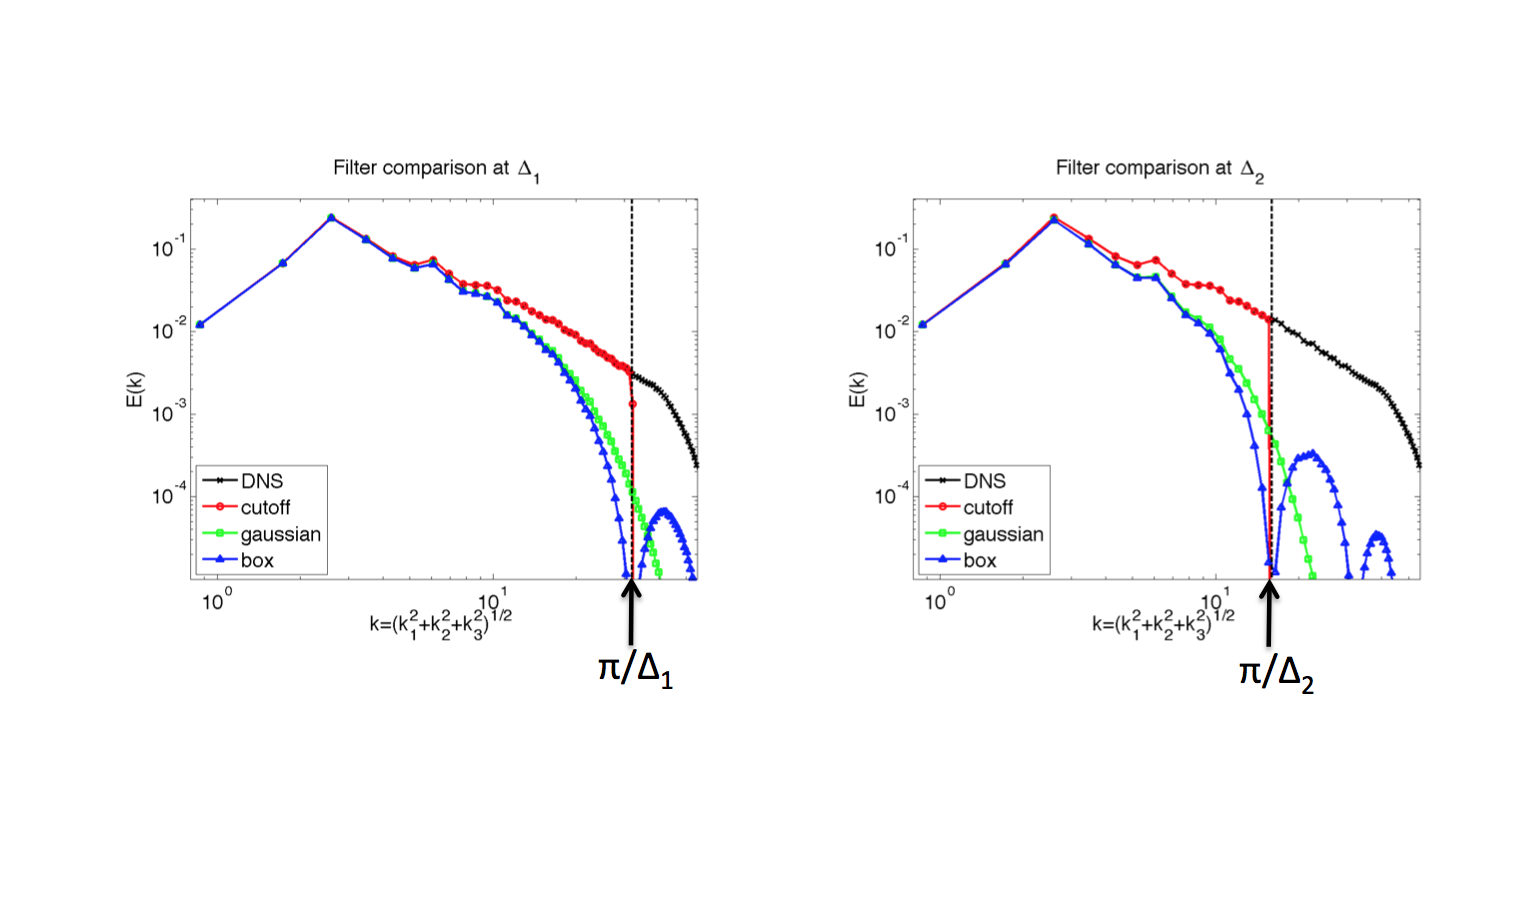 Filter comparison at Δ1
E(k)
10^-1
10^-2
10^-3
10^-4
DNS
cutoff
gaussian
box
10^0
10^1
k=(k1^2+k2^2+k3^2)^1/2
π/Δ1
Filter comparison at Δ2
E(k)
10^-1
10^-2
10^-3
10^-4
DNS
cutoff
gaussian
box
10^0
10^1
k=(k1^2+k2^2+k3^2)^1/2
π/Δ2